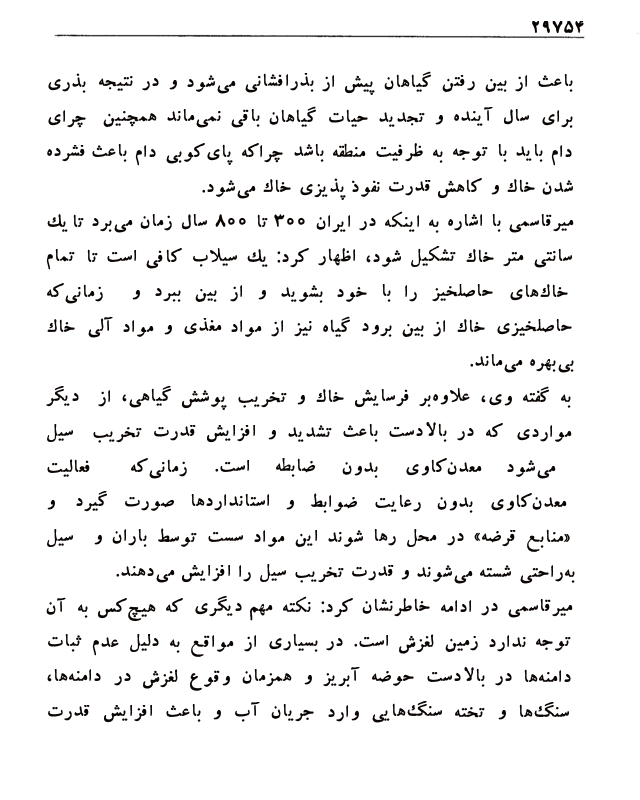 ۲۹۷۵۴
باعث از بین رفتن گیاهان پیش از بذرافشانی می‌شود و در نتیجه بذری
برای سال آینده و تجدید حیات گیاهان باقی نمی‌ماند همچنین چرای
دام باید با توجه به ظرفیت منطقه باشد چراکه پای‌کوبی دام باعث فشرده
شدن خاك و کاهش قدرت نفوذ پذیزی خاك می‌شود.
میرقاسمی با اشاره به اینکه در ایران ۳۰۰ تا ۸۰۰ سال زمان می‌برد تا یك
سانتی متر خاك تشکیل شود، اظهار کرد: یك سیلاب کافی است تا تمام
خاك‌های حاصلخیز را با خود بشوید و از بین ببرد و زمانی‌که
حاصلخیزی خاك از بین برود گیاه نیز از مواد مغذی و مواد آلی خاك
بی‌بهره می‌ماند.
به گفته وی، علاوه‌بر فرسایش خاك و تخریب پوشش گیاهی، از دیگر
مواردی که در بالادست باعث تشدید و افزایش قدرت تخریب سیل
می‌شود معدن‌کاوی بدون ضابطه است. زمانی‌که فعالیت
معدن‌کاوی بدون رعایت ضوابط و استانداردها صورت گیرد و
«منابع قرضه» در محل رها شوند این مواد سست توسط باران و سیل
به‌راحتی شسته می‌شوند و قدرت تخریب سیل را افزایش می‌دهند.
میرقاسمی در ادامه خاطرنشان کرد: نکته مهم دیگری که هیچ‌کس به آن
توجه ندارد زمین لغزش است. در بسیاری از مواقع به دلیل عدم ثبات
دامنه‌ها در بالادست حوضه آبریز و همزمان وقوع لغزش در دامنه‌ها،
سنگ‌ها و تخته سنگ‌هایی وارد جریان آب و باعث افزایش قدرت